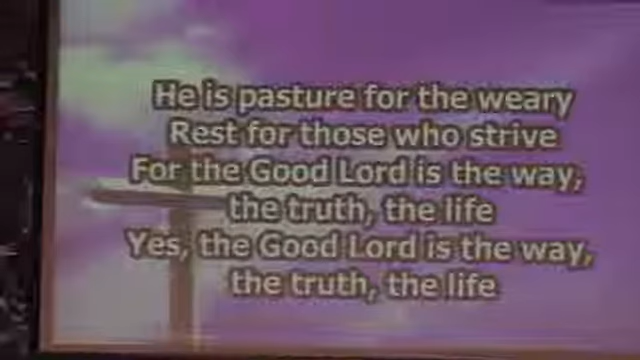 He is pasture for the weary
Rest for those who strive
For the Good Lord is the way,
the truth, the life
Yes, the Good Lord is the way,
the truth, the life